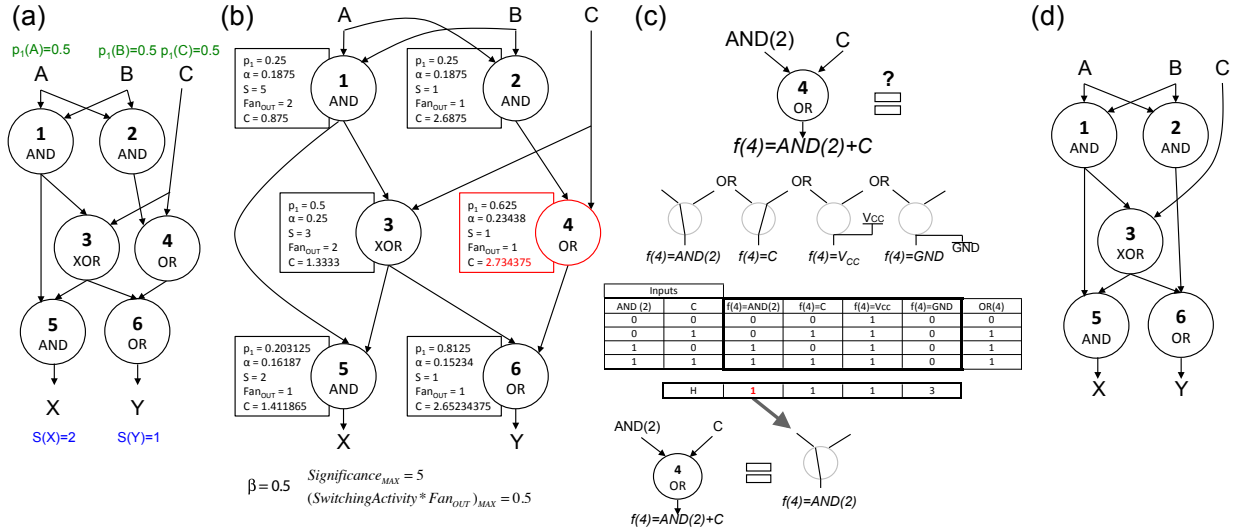 (a)
p1(A)=0.5
p1(B)=0.5
p1(C)=0.5
A
B
C
1
AND
2
AND
3
XOR
4
OR
5
AND
6
OR
X
Y
S(X)=2
S(Y)=1
(b)
A
B
C
p1 = 0.25
α = 0.1875
S = 5
FanOUT = 2
C = 0.875
1
AND
p1 = 0.25
α = 0.1875
S = 1
FanOUT = 1
C = 2.6875
2
AND
p1 = 0.5
α = 0.25
S = 3
FanOUT = 2
C = 1.3333
3
XOR
p1 = 0.625
α = 0.23438
S = 1
FanOUT = 1
C = 2.734375
4
OR
p1 = 0.203125
α = 0.16187
S = 2
FanOUT = 1
C = 1.411865
5
AND
p1 = 0.8125
α = 0.15234
S = 1
FanOUT = 1
C = 2.65234375
6
OR
X
Y
β = 0.5
SignificanceMAX = 5
(SwitchingActivity * FanOUT)MAX = 0.5
(c)
AND(2)
C
4
OR
?
f(4)=AND(2)+C
OR
OR
OR
Vcc
GND
f(4)=AND(2)
f(4)=C
f(4)=VCC
f(4)=GND
Inputs
AND (2) C f(4)=AND(2) f(4)=C f(4)=Vcc f(4)=GND OR(4)
0 0 0 0 1 0 0
0 1 0 1 1 0 1
1 0 1 0 1 0 1
1 1 1 1 1 0 1
H 1 1 1 3
AND(2)
C
4
OR
f(4)=AND(2)+C
f(4)=AND(2)
(d)
A
B
C
1
AND
2
AND
3
XOR
5
AND
6
OR
X
Y